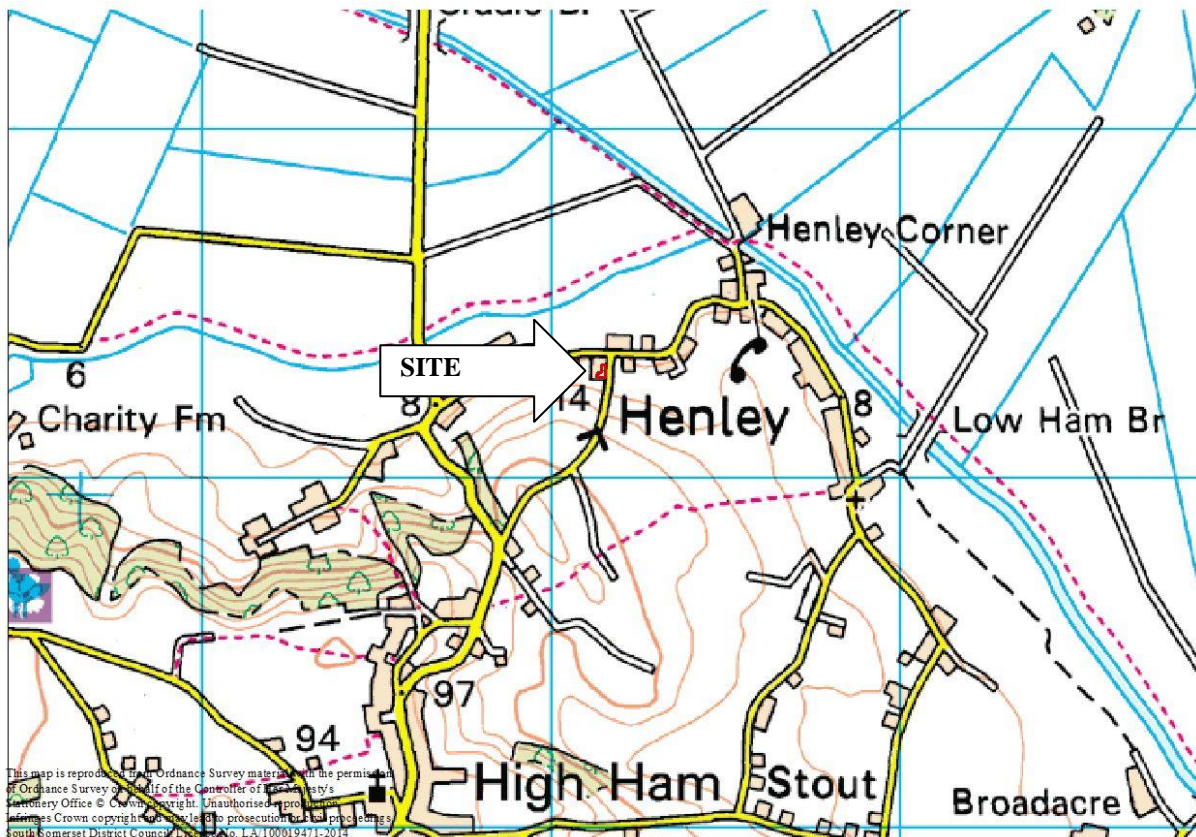 Cradle Br
Henley Corner
SITE
6
8
14
Charity Fm
Henley
8
Low Ham Br
97
94
High Ham
Stout
Broadacre
This map is reproduced from Ordnance Survey material with the permission
of Ordnance Survey on behalf of the Controller of Her Majesty's
Stationery Office © Crown copyright. Unauthorised reproduction
infringes Crown copyright and may lead to prosecution or civil proceedings.
South Somerset District Council Licence No. LA/100019471-2014